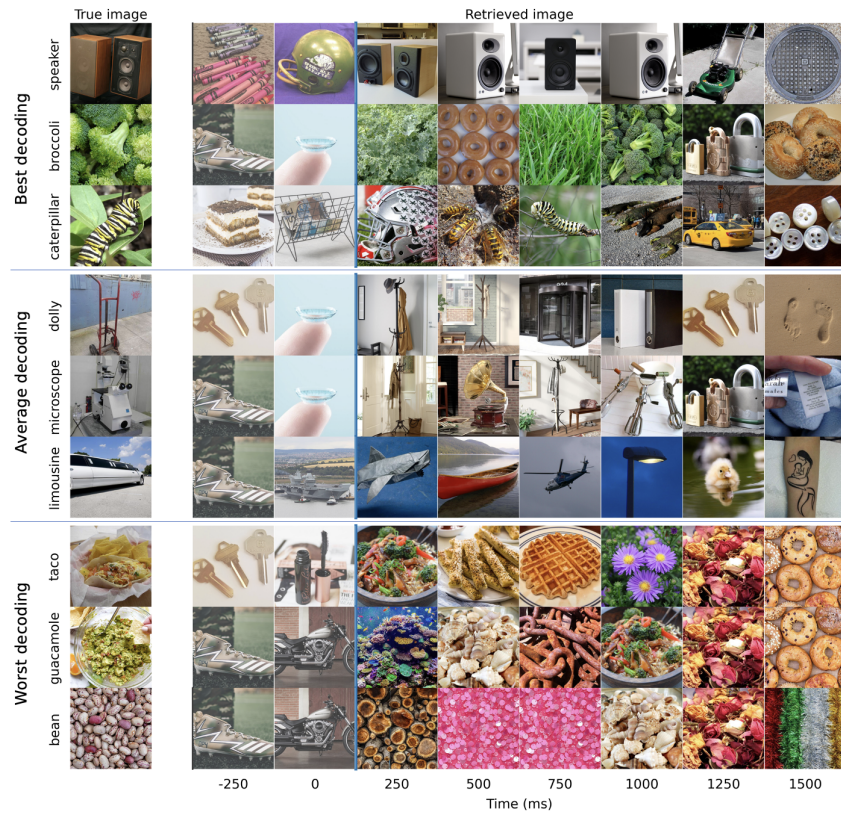 True image
Retrieved image
Best decoding
speaker
broccoli
caterpillar
Average decoding
dolly
microscope
limousine
Worst decoding
taco
guacamole
bean
-250
0
250
500
750
1000
1250
1500
Time (ms)